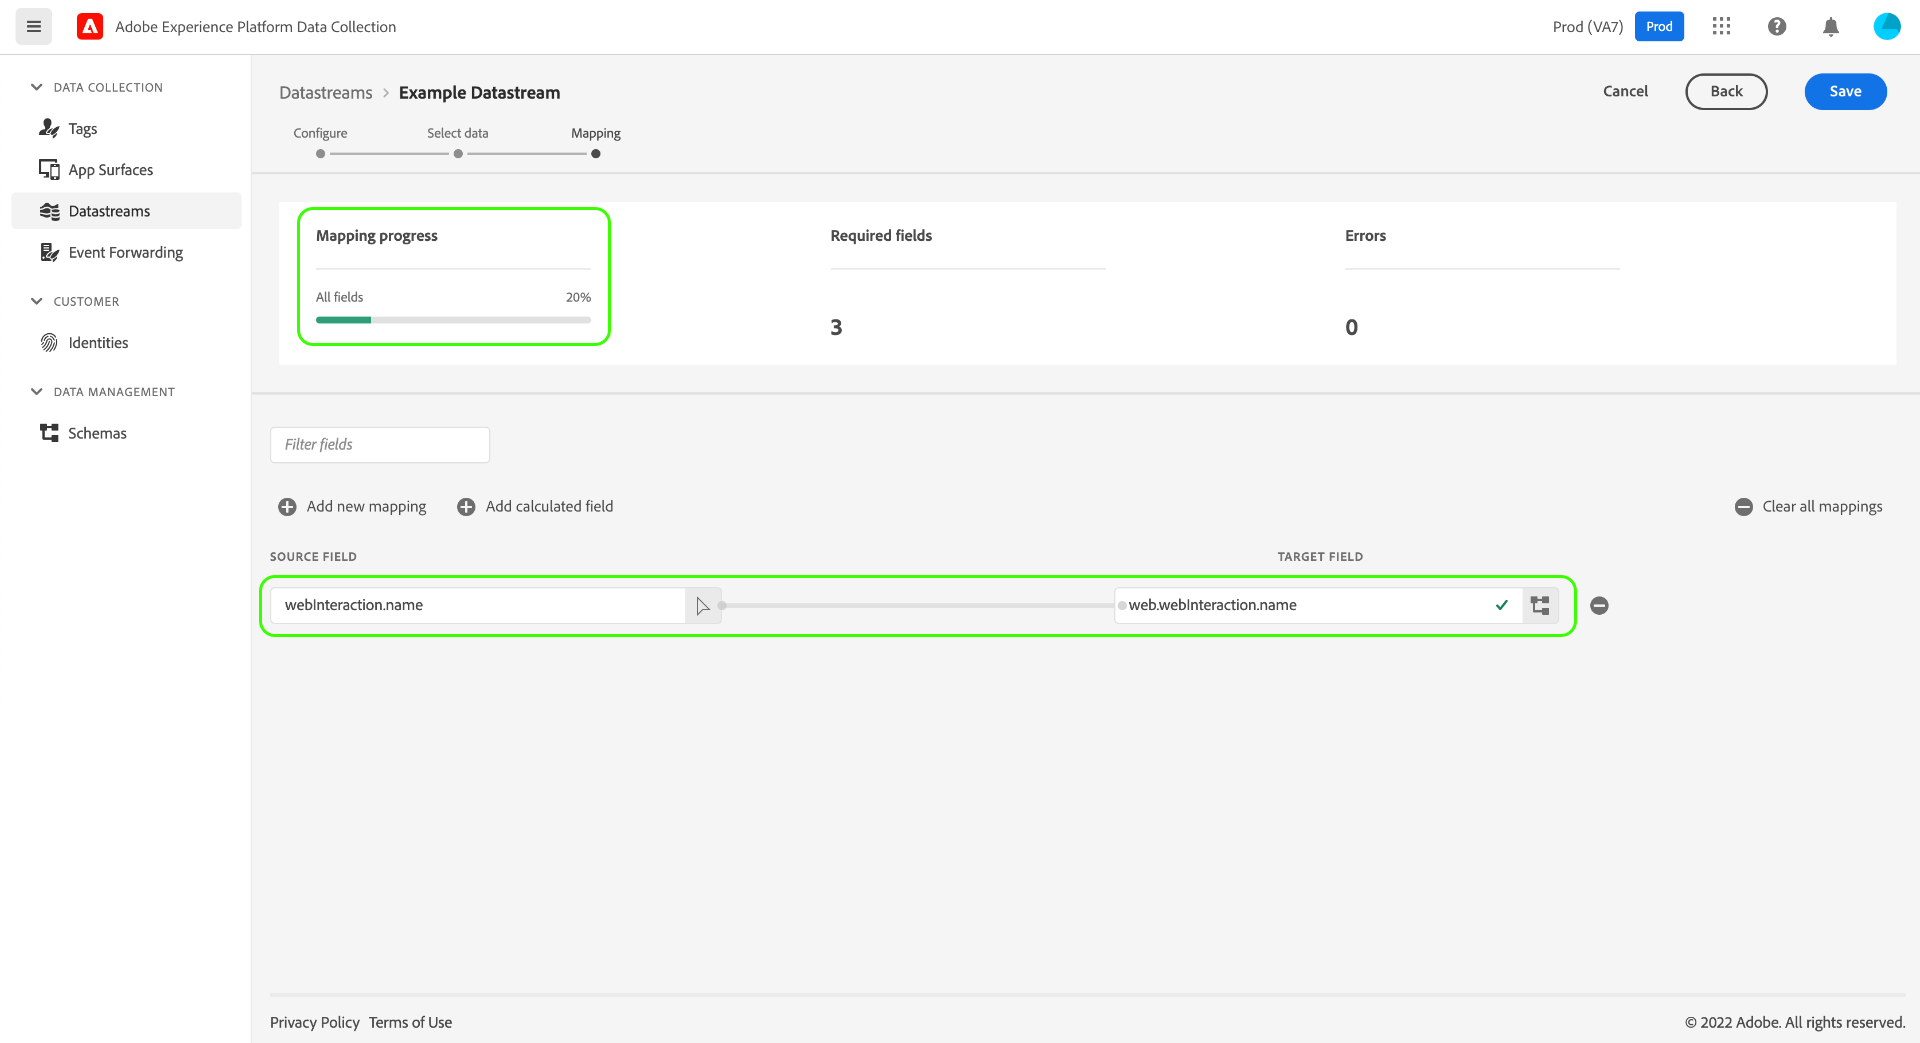 Adobe Experience Platform Data Collection
Prod (VA7) Prod
DATA COLLECTION
Tags
App Surfaces
Datastreams
Event Forwarding
CUSTOMER
Identities
DATA MANAGEMENT
Schemas
Datastreams > Example Datastream
Cancel Back Save
Configure Select data Mapping
Mapping progress
All fields 20%
Required fields
3
Errors
0
Filter fields
Add new mapping Add calculated field Clear all mappings
SOURCE FIELD TARGET FIELD
webInteraction.name web.webInteraction.name
Privacy Policy Terms of Use © 2022 Adobe. All rights reserved.